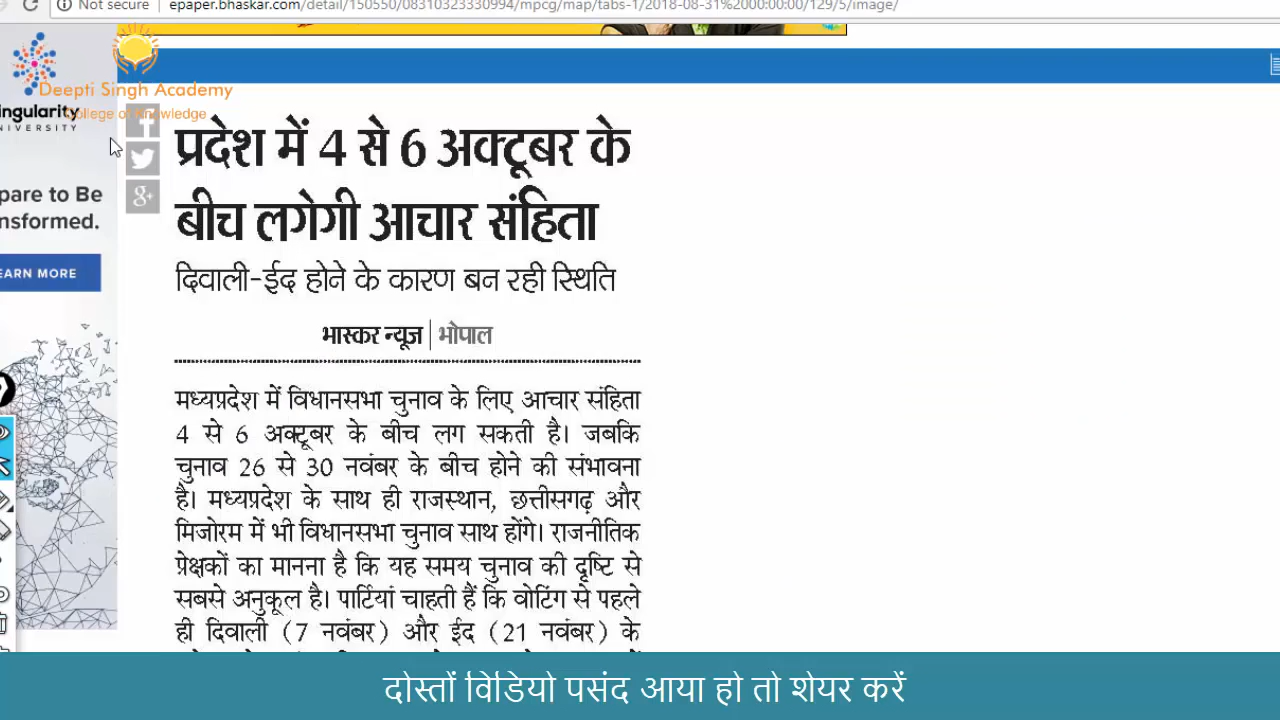 Not secure | epaper.bhaskar.com/detail/150550/08310323330994/mpcg/map/tabs-1/2018-08-31%2000:00:00/129/5/image/
Deepti Singh Academy
College of Knowledge
ingularity
NIVERSITY
pare to Be
nsformed.
EARN MORE
प्रदेश में 4 से 6 अक्टूबर के
बीच लगेगी आचार संहिता
दिवाली-ईद होने के कारण बन रही स्थिति
भास्कर न्यूज | भोपाल
मध्यप्रदेश में विधानसभा चुनाव के लिए आचार संहिता
4 से 6 अक्टूबर के बीच लग सकती है। जबकि
चुनाव 26 से 30 नवंबर के बीच होने की संभावना
है। मध्यप्रदेश के साथ ही राजस्थान, छत्तीसगढ़ और
मिजोरम में भी विधानसभा चुनाव साथ होंगे। राजनीतिक
प्रेक्षकों का मानना है कि यह समय चुनाव की दृष्टि से
सबसे अनुकूल है। पार्टियां चाहती हैं कि वोटिंग से पहले
ही दिवाली (7 नवंबर) और ईद (21 नवंबर) के
दोस्तों विडियो पसंद आया हो तो शेयर करें